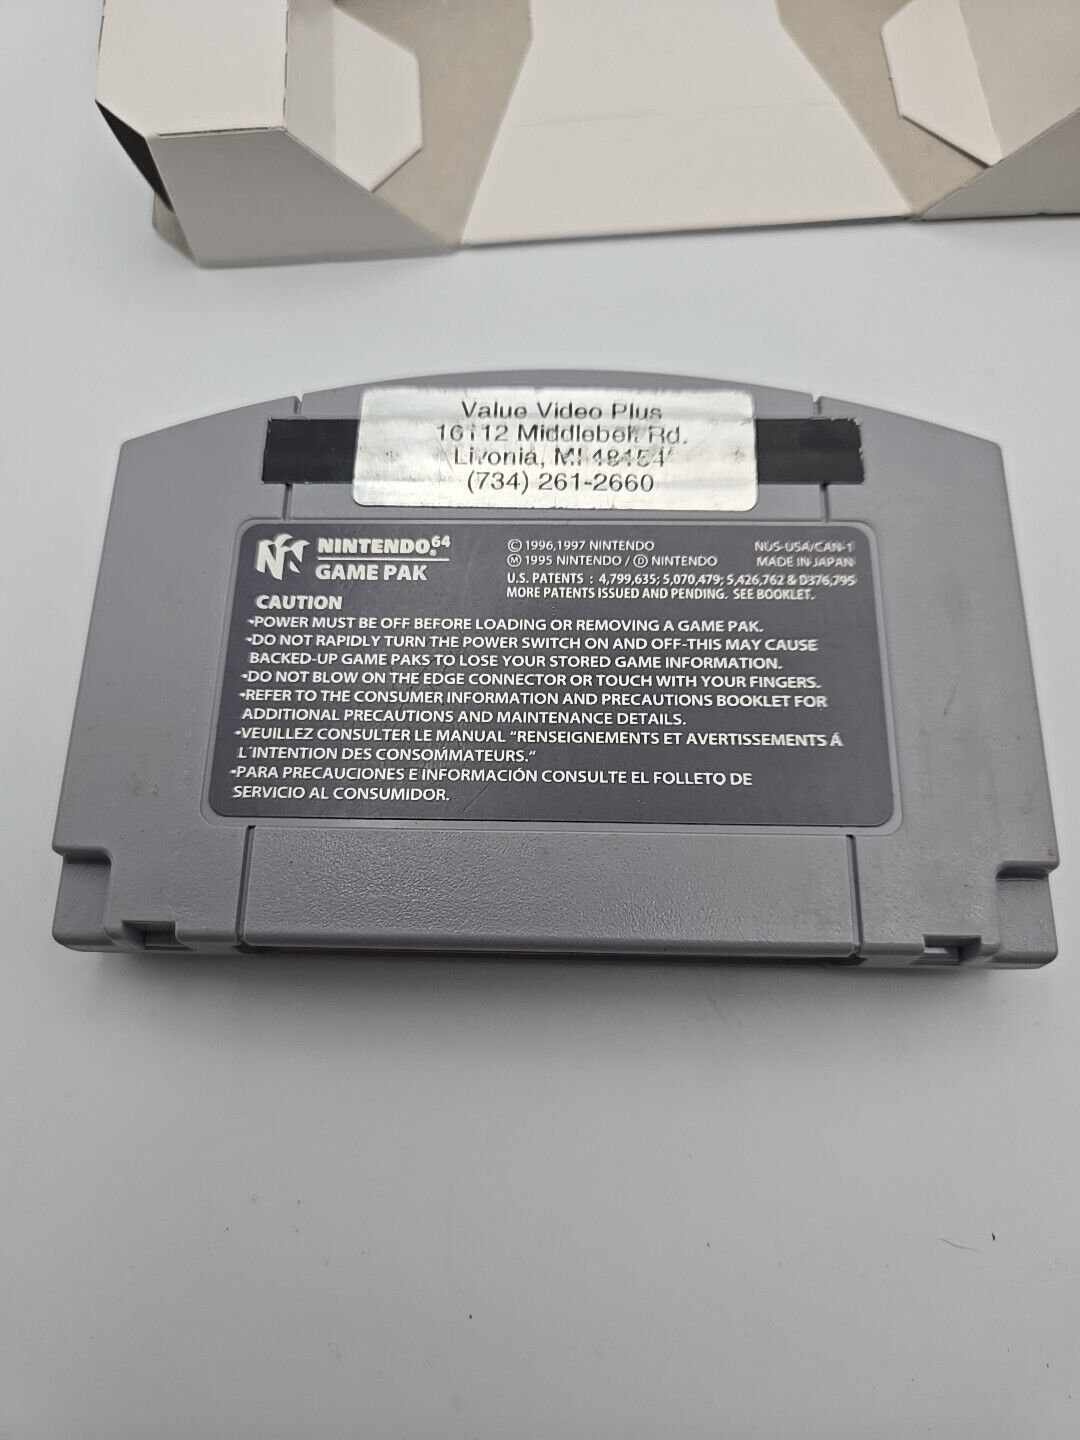 Value Video Plus
16112 Middlebelt Rd.
Livonia, MI 48154
(734) 261-2660
NINTENDO 64
GAME PAK
© 1996,1997 NINTENDO
Ⓜ 1995 NINTENDO / Ⓓ NINTENDO
NUS-USA/CAN-1
MADE IN JAPAN
U.S. PATENTS : 4,799,635; 5,070,479; 5,426,762 & D376,795
MORE PATENTS ISSUED AND PENDING. SEE BOOKLET.
CAUTION
•POWER MUST BE OFF BEFORE LOADING OR REMOVING A GAME PAK.
•DO NOT RAPIDLY TURN THE POWER SWITCH ON AND OFF-THIS MAY CAUSE
BACKED-UP GAME PAKS TO LOSE YOUR STORED GAME INFORMATION.
•DO NOT BLOW ON THE EDGE CONNECTOR OR TOUCH WITH YOUR FINGERS.
•REFER TO THE CONSUMER INFORMATION AND PRECAUTIONS BOOKLET FOR
ADDITIONAL PRECAUTIONS AND MAINTENANCE DETAILS.
•VEUILLEZ CONSULTER LE MANUAL "RENSEIGNEMENTS ET AVERTISSEMENTS Á
L´INTENTION DES CONSOMMATEURS."
•PARA PRECAUCIONES E INFORMACIÓN CONSULTE EL FOLLETO DE
SERVICIO AL CONSUMIDOR.